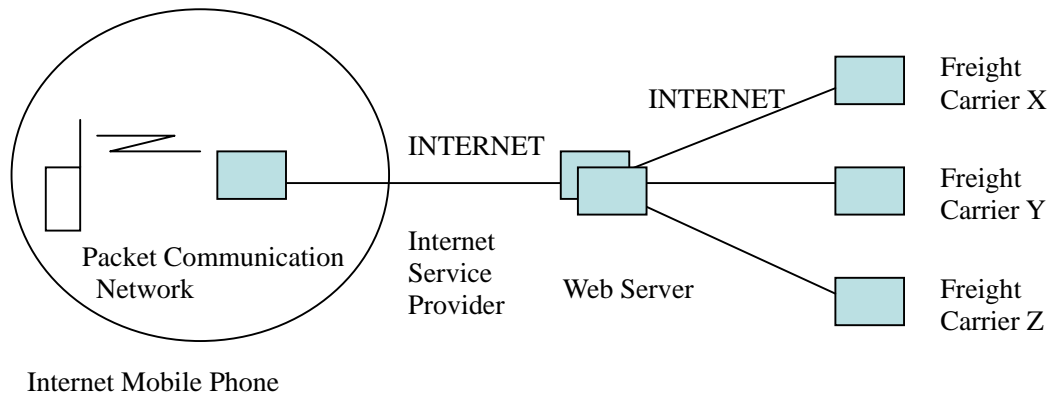 Freight
Carrier X
INTERNET
INTERNET
Freight
Carrier Y
Packet Communication
Network
Internet
Service
Provider
Web Server
Freight
Carrier Z
Internet Mobile Phone